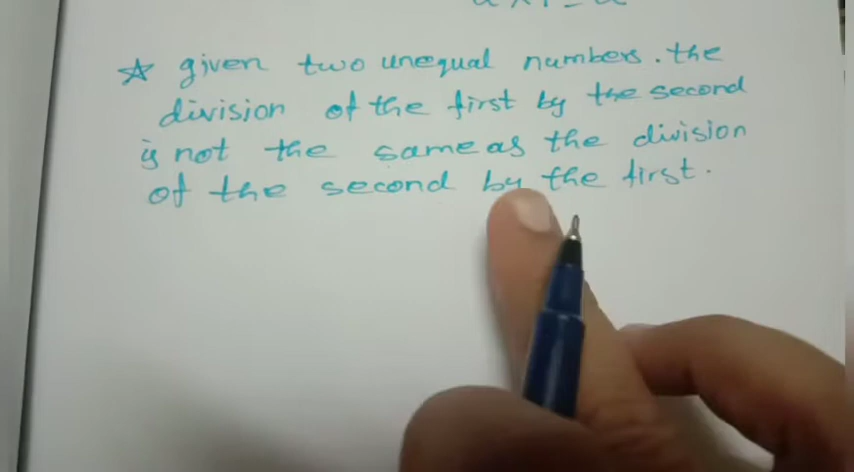 ☆ given two unequal numbers. the
division of the first by the second
is not the same as the division
of the second by the first.